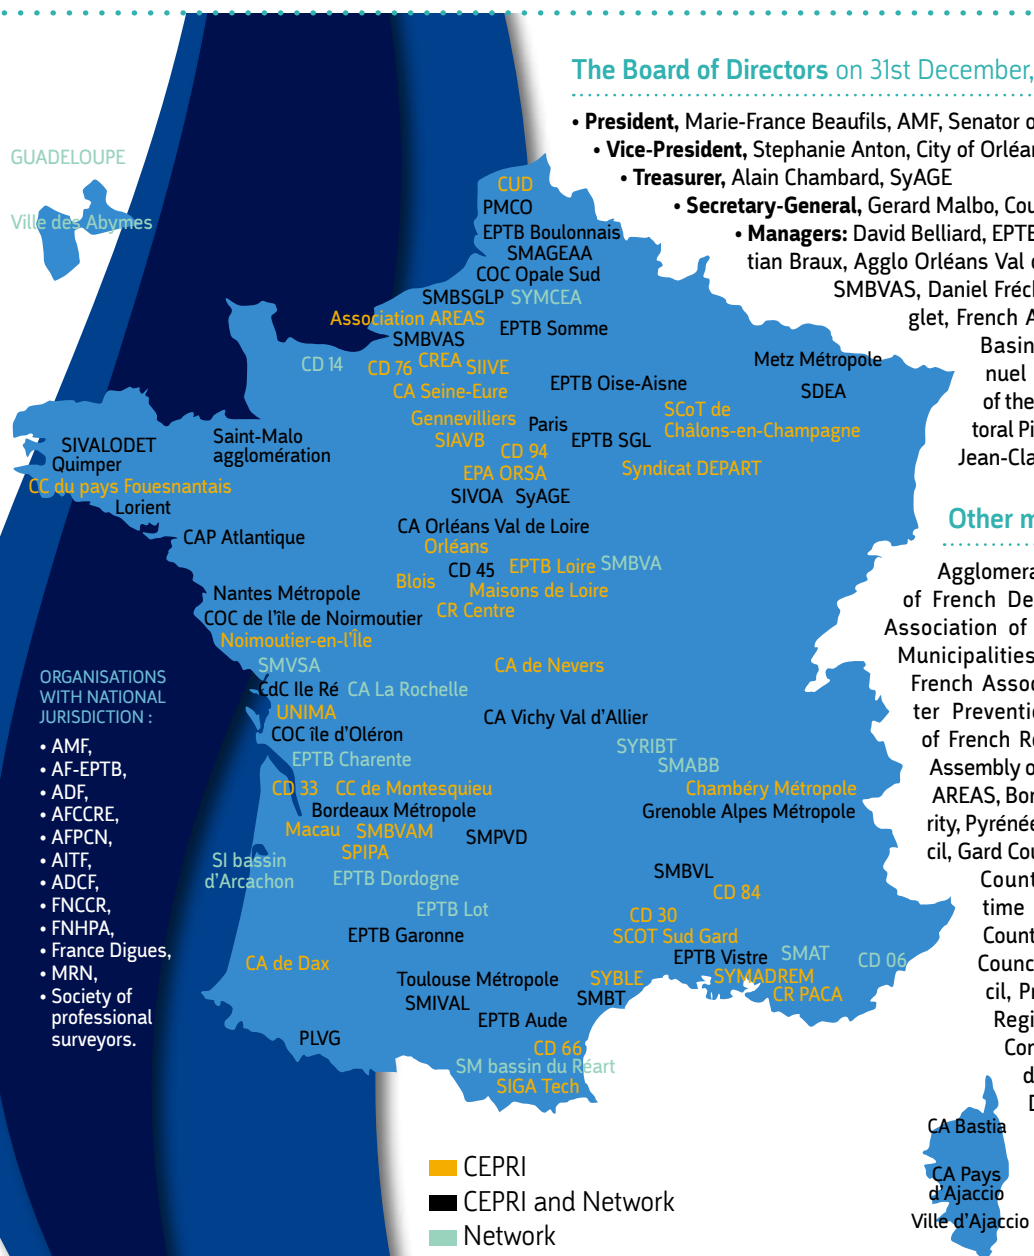 The Board of Directors on 31st December,
• President, Marie-France Beaufils, AMF, Senator o
• Vice-President, Stephanie Anton, City of Orléan
• Treasurer, Alain Chambard, SyAGE
• Secretary-General, Gerard Malbo, Cou
• Managers: David Belliard, EPTB
tian Braux, Agglo Orléans Val d
SMBVAS, Daniel Fréch
glet, French A
Basin
nuel
of the
toral Pi
Jean-Cla
Other m
Agglomera
of French De
Association of
Municipalities
French Assoc
ter Preventio
of French Re
Assembly o
AREAS, Bor
rity, Pyréné
cil, Gard Cou
Count
time
Count
Counc
cil, Pr
Regi
Con
d
D
GUADELOUPE
Ville des Abymes
CUD
PMCO
EPTB Boulonnais
SMAGEAA
COC Opale Sud
SMBSGLP SYMCEA
Association AREAS
EPTB Somme
SMBVAS
CD 14
CD 76 CREA SIIVE
Metz Métropole
CA Seine-Eure
EPTB Oise-Aisne
SDEA
Gennevilliers
Paris
SCoT de
Châlons-en-Champagne
SIAVB
EPTB SGL
CD 94
EPA ORSA
Syndicat DEPART
SIVOA SyAGE
SIVALODET
Quimper
Saint-Malo
agglomération
CC du pays Fouesnantais
Lorient
CAP Atlantique
CA Orléans Val de Loire
Orléans
CD 45 EPTB Loire SMBVA
Blois
Maisons de Loire
CR Centre
Nantes Métropole
COC de l'île de Noirmoutier
Noimoutier-en-l'Île
SMVSA
CA de Nevers
CdC Ile Ré CA La Rochelle
UNIMA
CA Vichy Val d'Allier
COC île d'Oléron
EPTB Charente
SYRIBT
SMABB
CD 33 CC de Montesquieu
Chambéry Métropole
Bordeaux Métropole
Grenoble Alpes Métropole
Macau SMBVAM
SMPVD
SPIPA
SI bassin
d'Arcachon
EPTB Dordogne
SMBVL
CD 84
EPTB Lot
CD 30
EPTB Garonne
SCOT Sud Gard
EPTB Vistre SMAT CD 06
CA de Dax
Toulouse Métropole
SYBLE
SYMADREM
SMIVAL
SMBT
CR PACA
EPTB Aude
PLVG
CD 66
SM bassin du Réart
SIGA Tech
CA Bastia
CA Pays
d'Ajaccio
Ville d'Ajaccio
ORGANISATIONS
WITH NATIONAL
JURISDICTION :
• AMF,
• AF-EPTB,
• ADF,
• AFCCRE,
• AFPCN,
• AITF,
• ADCF,
• FNCCR,
• FNHPA,
• France Digues,
• MRN,
• Society of
professional
surveyors.
CEPRI
CEPRI and Network
Network